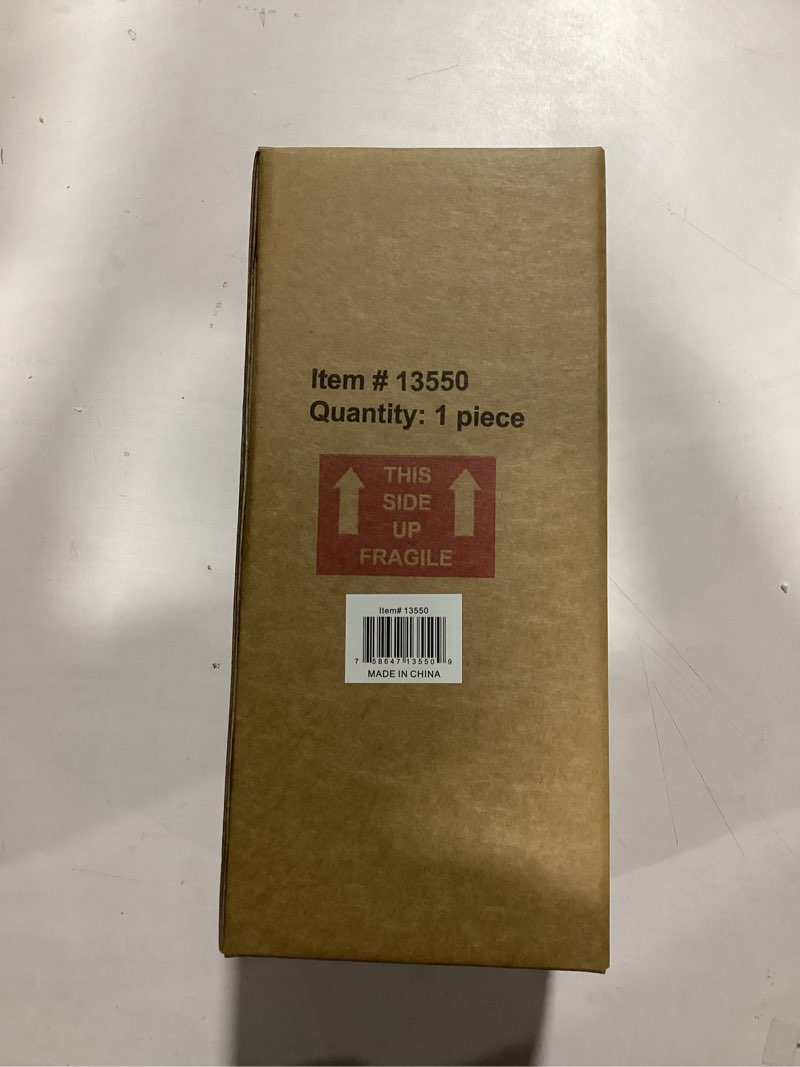 Item # 13550
Quantity: 1 piece
THIS
SIDE
UP
FRAGILE
Item# 13550
7 58647 13550 9
MADE IN CHINA